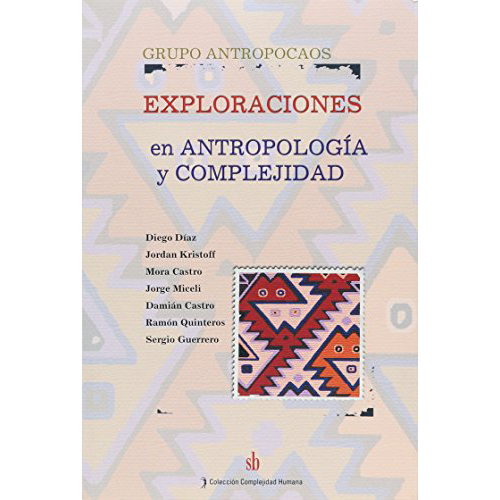 GRUPO ANTROPOCAOS
EXPLORACIONES
en ANTROPOLOGÍA
y COMPLEJIDAD
Diego Díaz
Jordan Kristoff
Mora Castro
Jorge Miceli
Damián Castro
Ramón Quinteros
Sergio Guerrero
sb
Colección Complejidad Humana